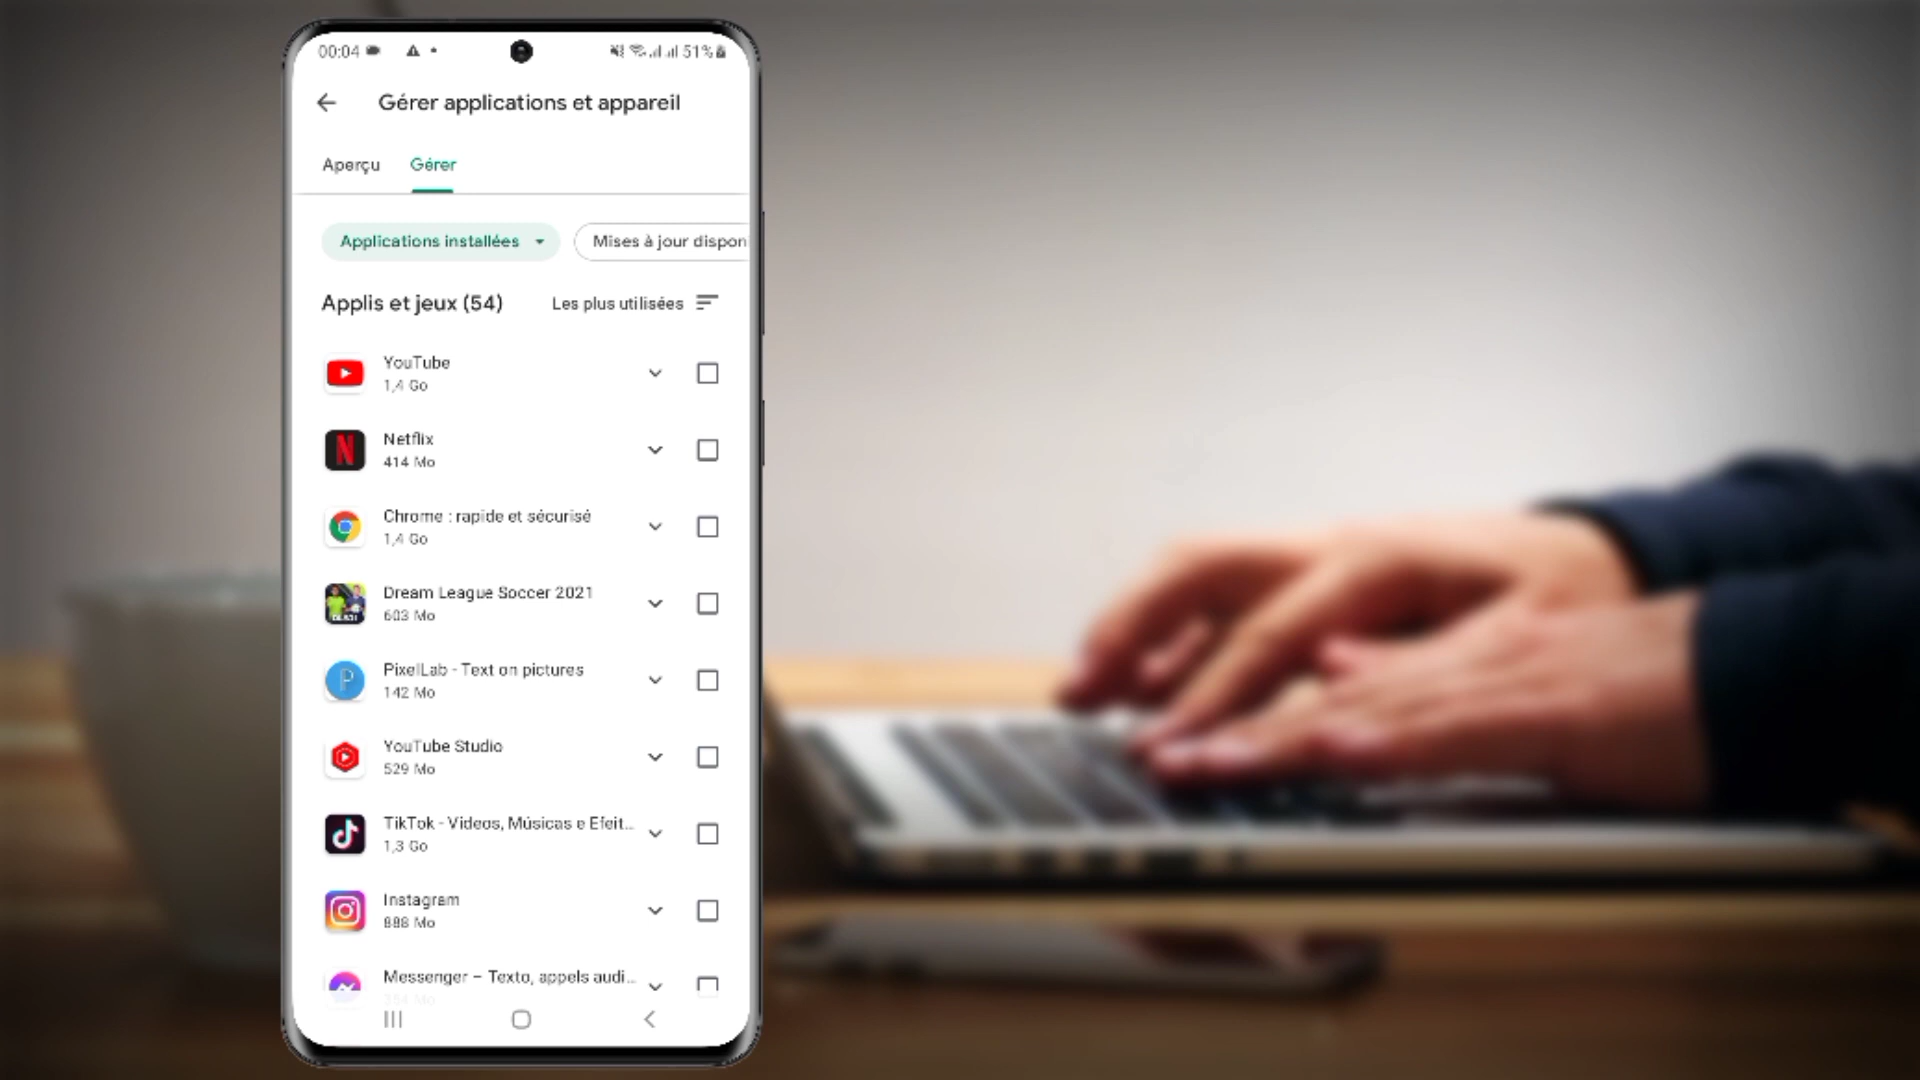 00:04 51%
Gérer applications et appareil
Aperçu Gérer
Applications installées Mises à jour dispon
Applis et jeux (54) Les plus utilisées
YouTube
1,4 Go
Netflix
414 Mo
Chrome : rapide et sécurisé
1,4 Go
Dream League Soccer 2021
603 Mo
PixelLab - Text on pictures
142 Mo
YouTube Studio
529 Mo
TikTok - Videos, Músicas e Efeit...
1,3 Go
Instagram
888 Mo
Messenger – Texto, appels audi...